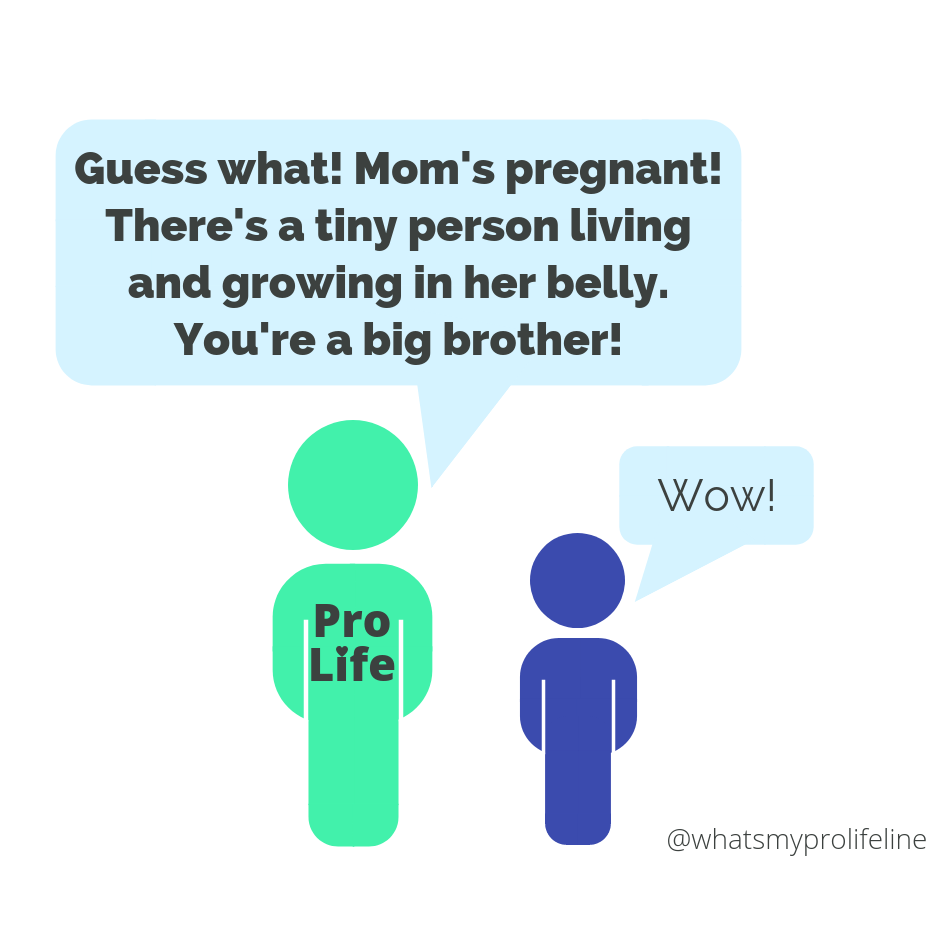 Guess what! Mom's pregnant!
There's a tiny person living
and growing in her belly.
You're a big brother!
Wow!
Pro
Life
@whatsmyprolifeline